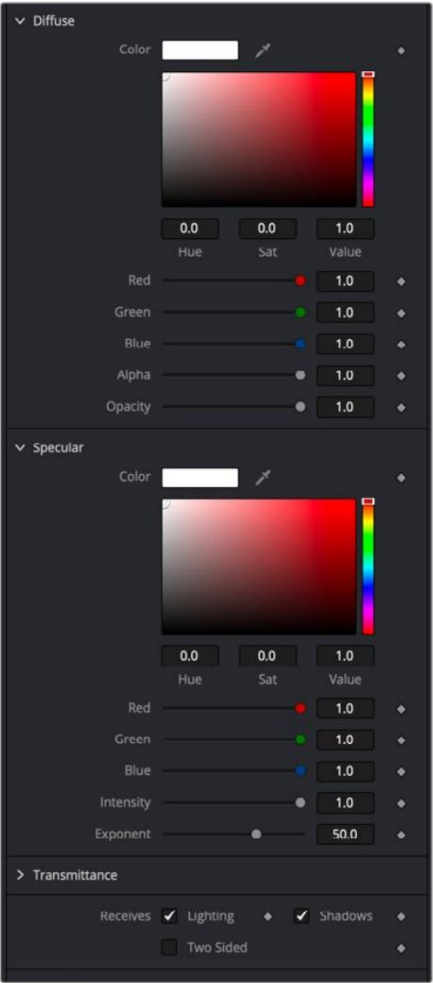 Diffuse
Color
0.0 0.0 1.0
Hue Sat Value
Red 1.0
Green 1.0
Blue 1.0
Alpha 1.0
Opacity 1.0
Specular
Color
0.0 0.0 1.0
Hue Sat Value
Red 1.0
Green 1.0
Blue 1.0
Intensity 1.0
Exponent 50.0
Transmittance
Receives Lighting Shadows
Two Sided